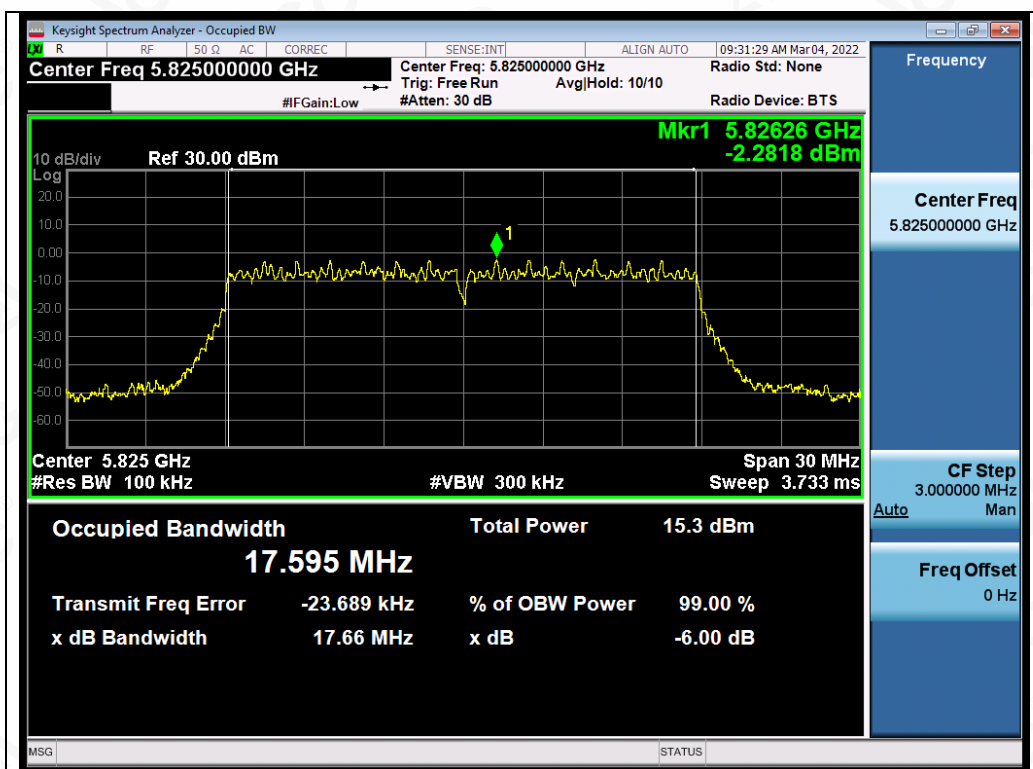 Keysight Spectrum Analyzer - Occupied BW
LXI R RF 50 Ω AC CORREC SENSE:INT ALIGN AUTO 09:31:29 AM Mar 04, 2022
Center Freq 5.825000000 GHz
Center Freq: 5.825000000 GHz Radio Std: None
Trig: Free Run Avg|Hold: 10/10
#IFGain:Low #Atten: 30 dB Radio Device: BTS
Mkr1 5.82626 GHz
-2.2818 dBm
10 dB/div Ref 30.00 dBm
Log
20.0
10.0
0.00
-10.0
-20.0
-30.0
-40.0
-50.0
-60.0
1
Center 5.825 GHz Span 30 MHz
#Res BW 100 kHz #VBW 300 kHz Sweep 3.733 ms
Occupied Bandwidth Total Power 15.3 dBm
17.595 MHz
Transmit Freq Error -23.689 kHz % of OBW Power 99.00 %
x dB Bandwidth 17.66 MHz x dB -6.00 dB
MSG STATUS
Frequency
Center Freq
5.825000000 GHz
CF Step
3.000000 MHz
Auto Man
Freq Offset
0 Hz